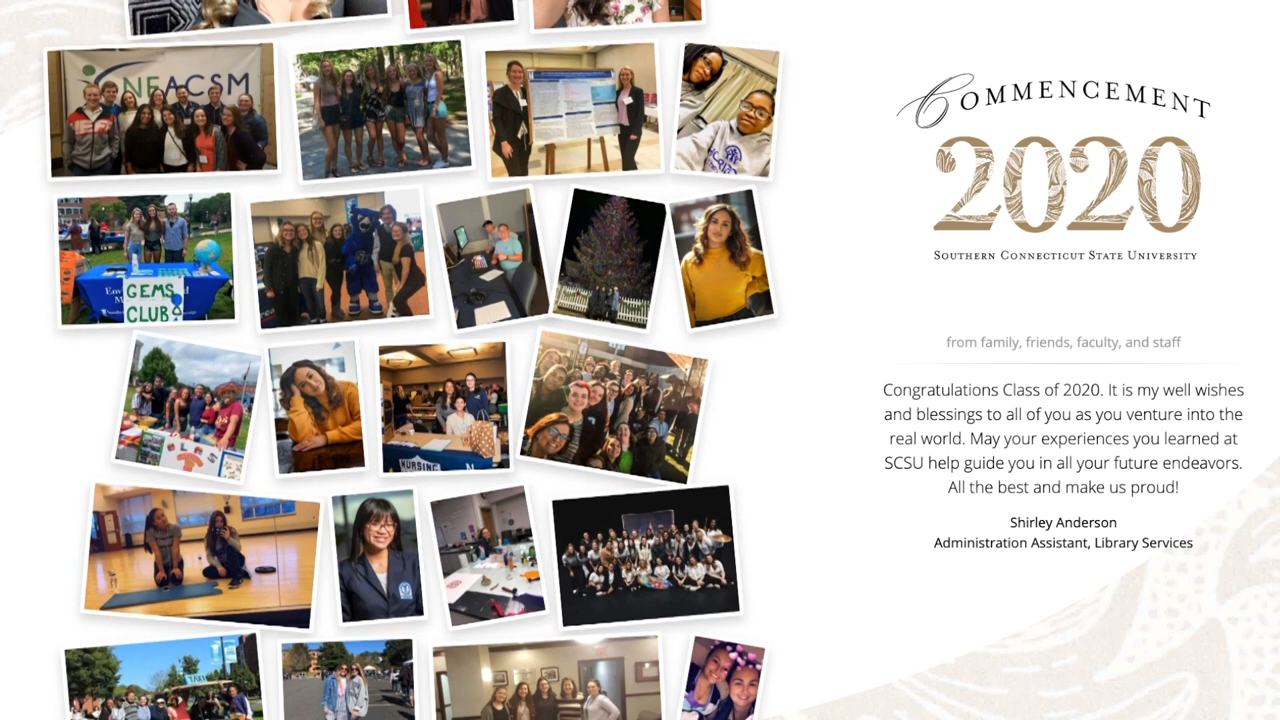 NEACSM
GEMS
CLUB
NURSING
COMMENCEMENT
2020
SOUTHERN CONNECTICUT STATE UNIVERSITY
from family, friends, faculty, and staff
Congratulations Class of 2020. It is my well wishes
and blessings to all of you as you venture into the
real world. May your experiences you learned at
SCSU help guide you in all your future endeavors.
All the best and make us proud!
Shirley Anderson
Administration Assistant, Library Services